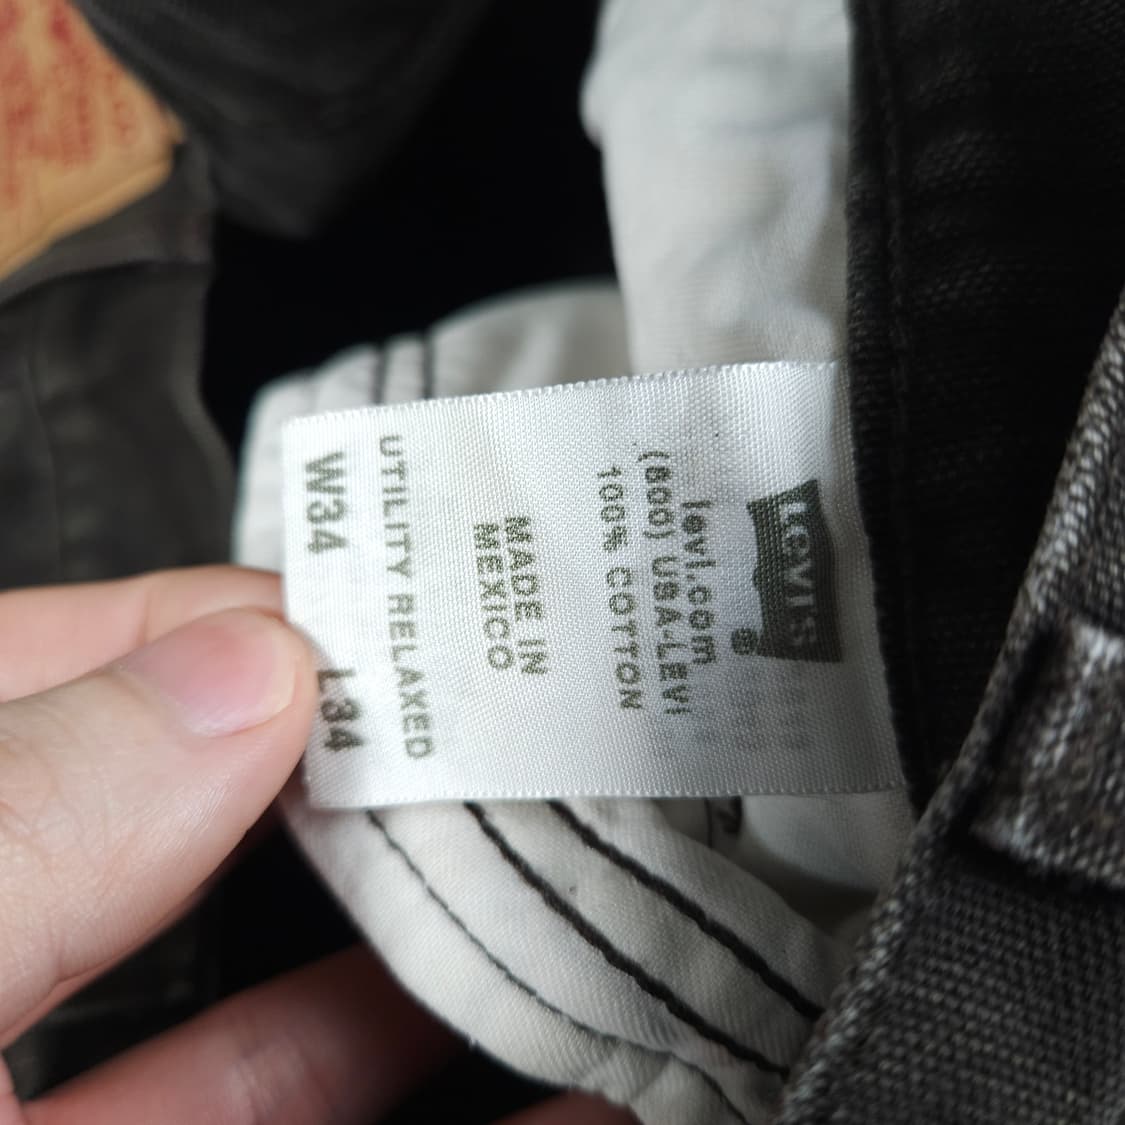 LEVI'S
®
levi.com
(800) USA-LEVI
100% COTTON
MADE IN
MEXICO
UTILITY RELAXED
W34 L34